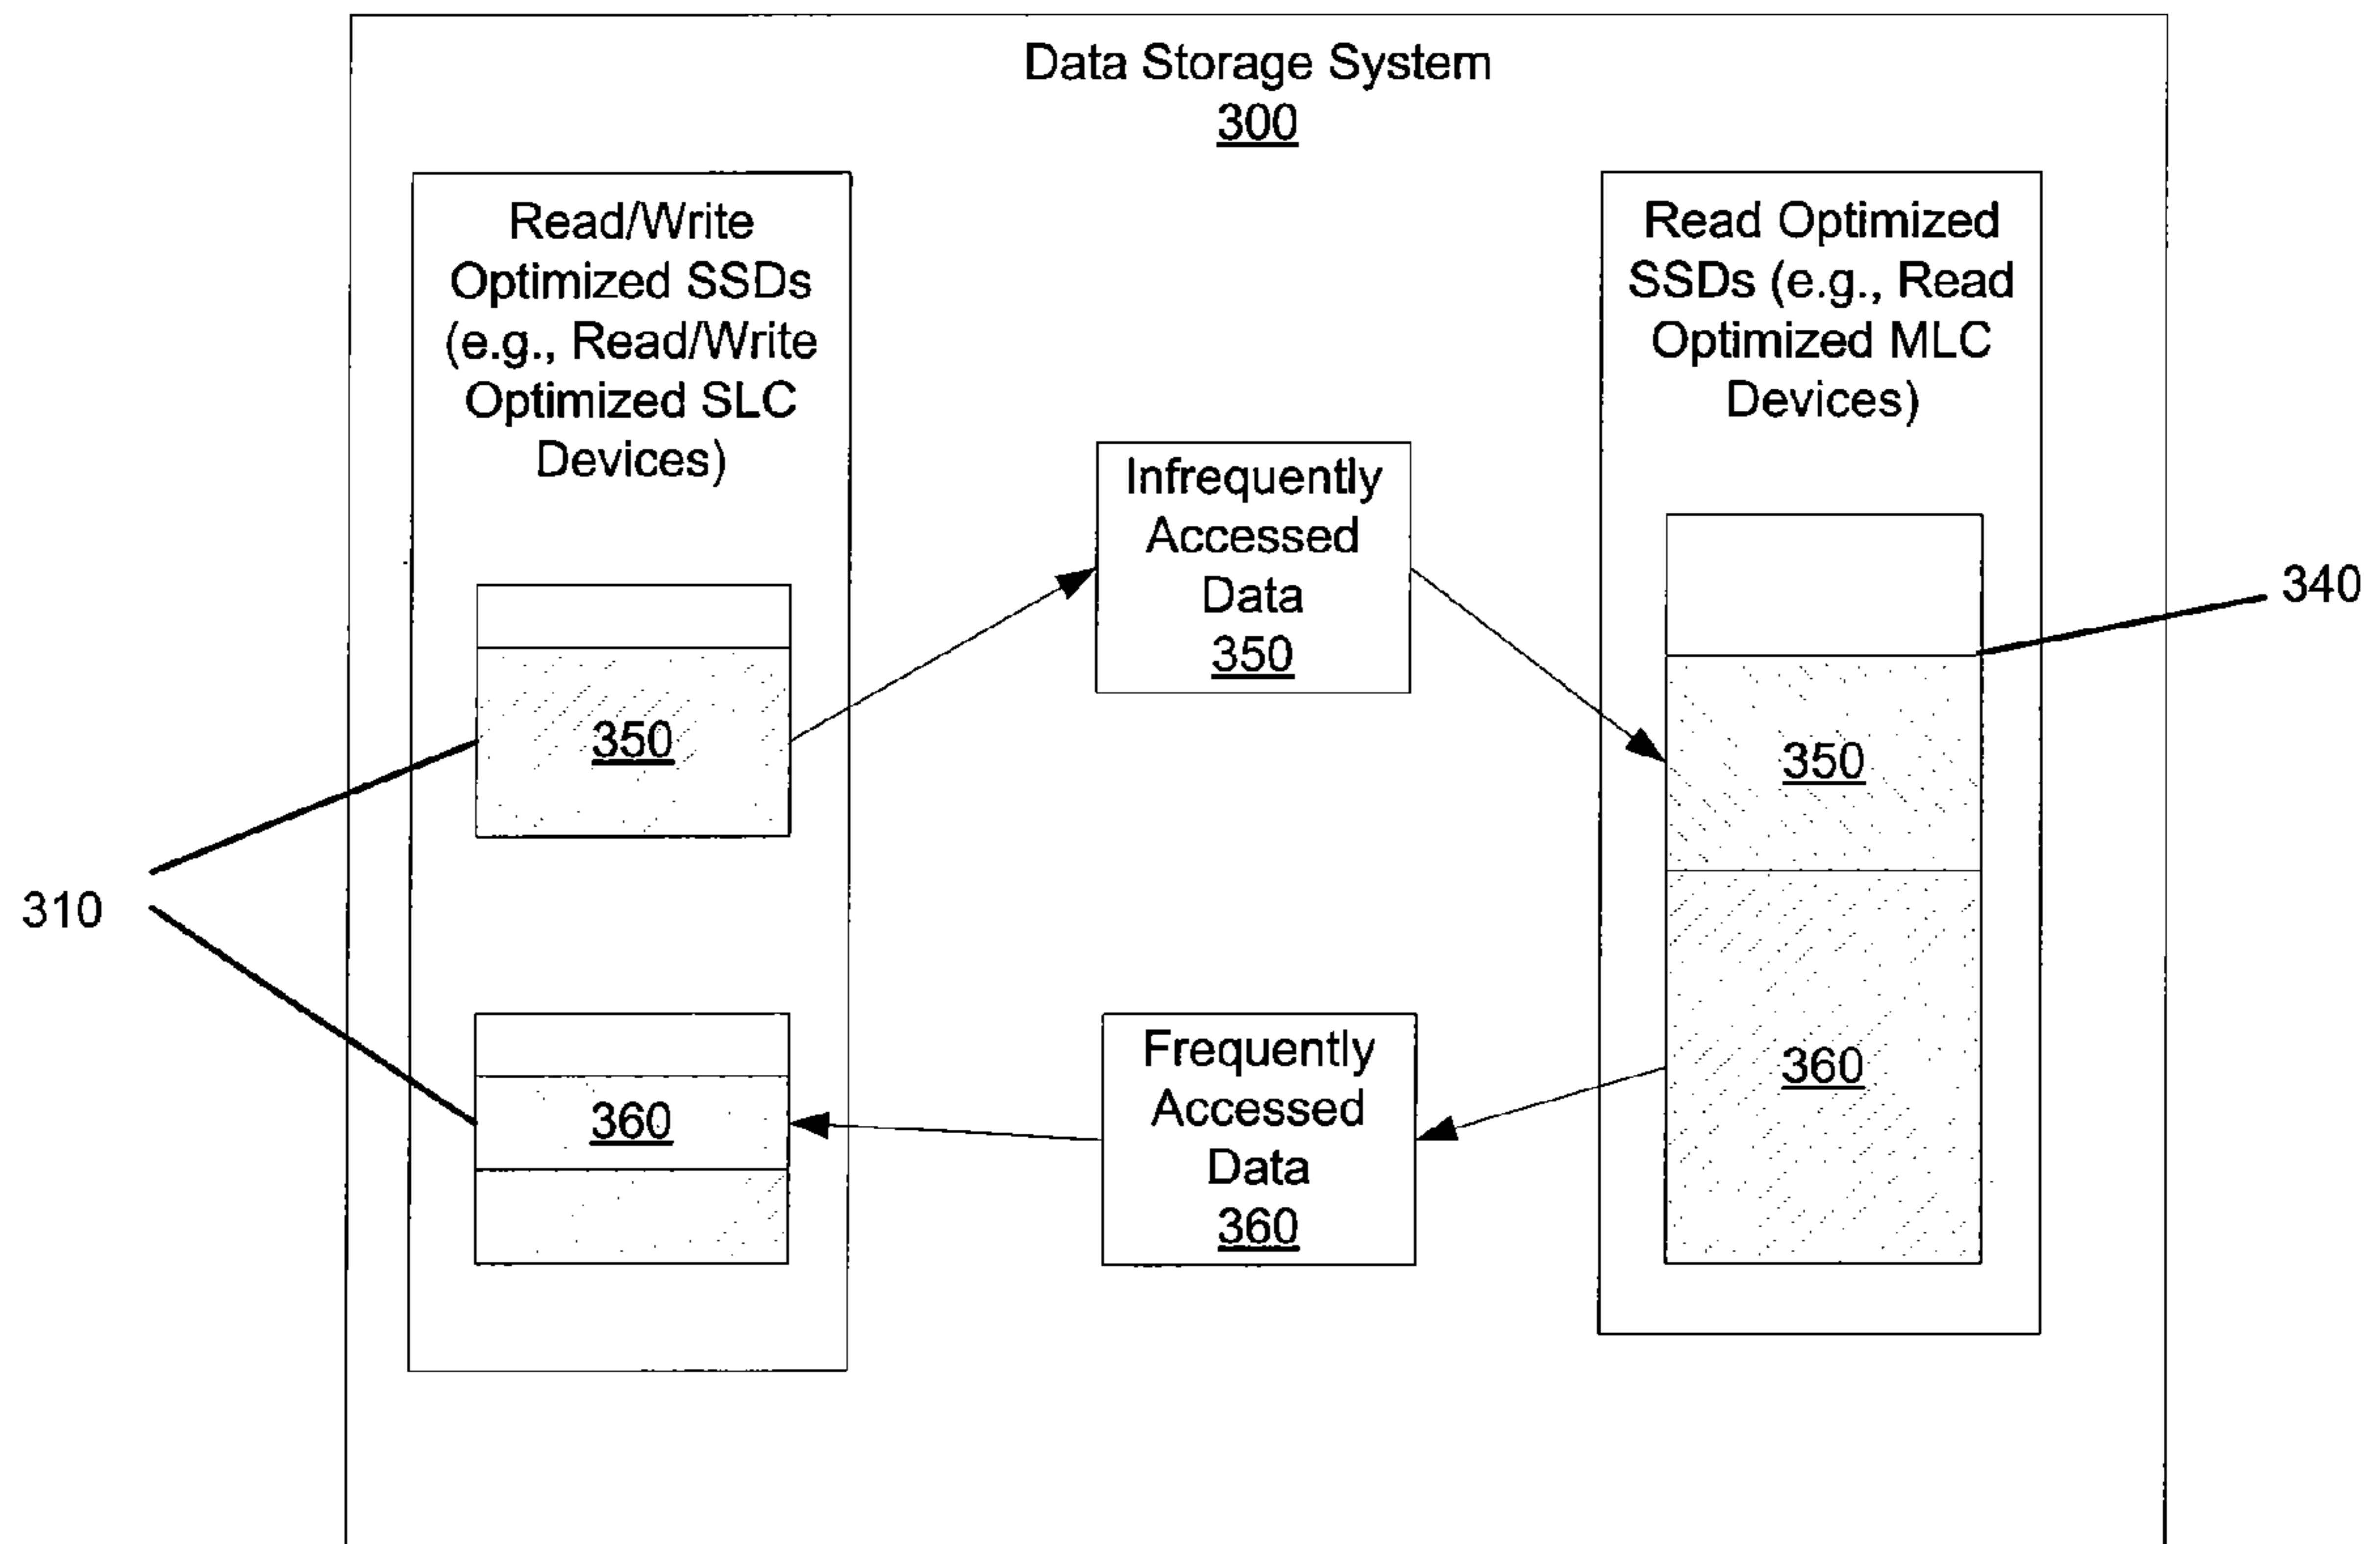 Data Storage System
300
Read/Write
Optimized SSDs
(e.g., Read/Write
Optimized SLC
Devices)
Read Optimized
SSDs (e.g., Read
Optimized MLC
Devices)
Infrequently
Accessed
Data
350
340
350
350
310
Frequently
Accessed
Data
360
360
360